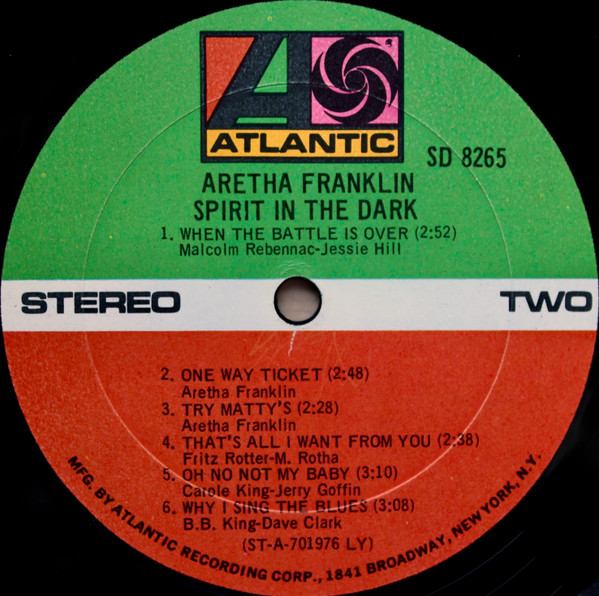 ATLANTIC
SD 8265
ARETHA FRANKLIN
SPIRIT IN THE DARK
1. WHEN THE BATTLE IS OVER (2:52)
Malcolm Rebennac-Jessie Hill
STEREO
TWO
2. ONE WAY TICKET (2:48)
Aretha Franklin
3. TRY MATTY'S (2:28)
Aretha Franklin
4. THAT'S ALL I WANT FROM YOU (2:38)
Fritz Rotter-M. Rotha
5. OH NO NOT MY BABY (3:10)
Carole King-Jerry Goffin
6. WHY I SING THE BLUES (3:08)
B.B. King-Dave Clark
(ST-A-701976 LY)
MFG. BY ATLANTIC RECORDING CORP., 1841 BROADWAY, NEW YORK, N.Y.